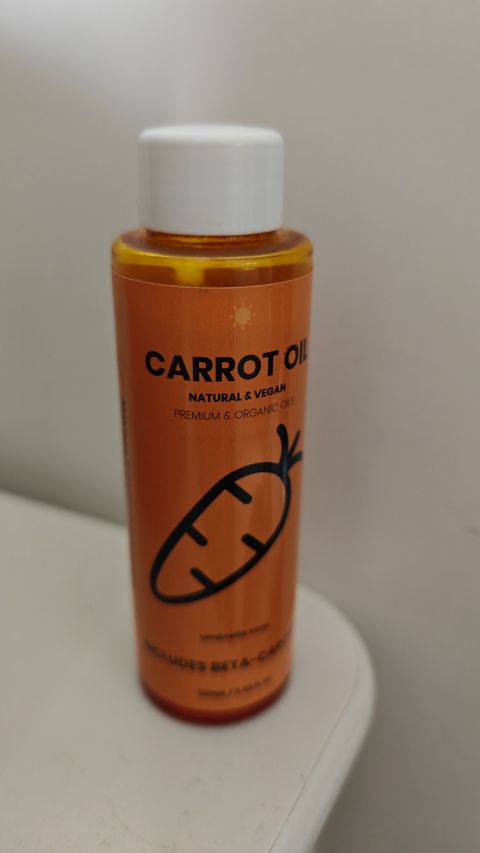 CARROT OIL
NATURAL & VEGAN
PREMIUM & ORGANIC OILS
INCLUDES BETA-CARO